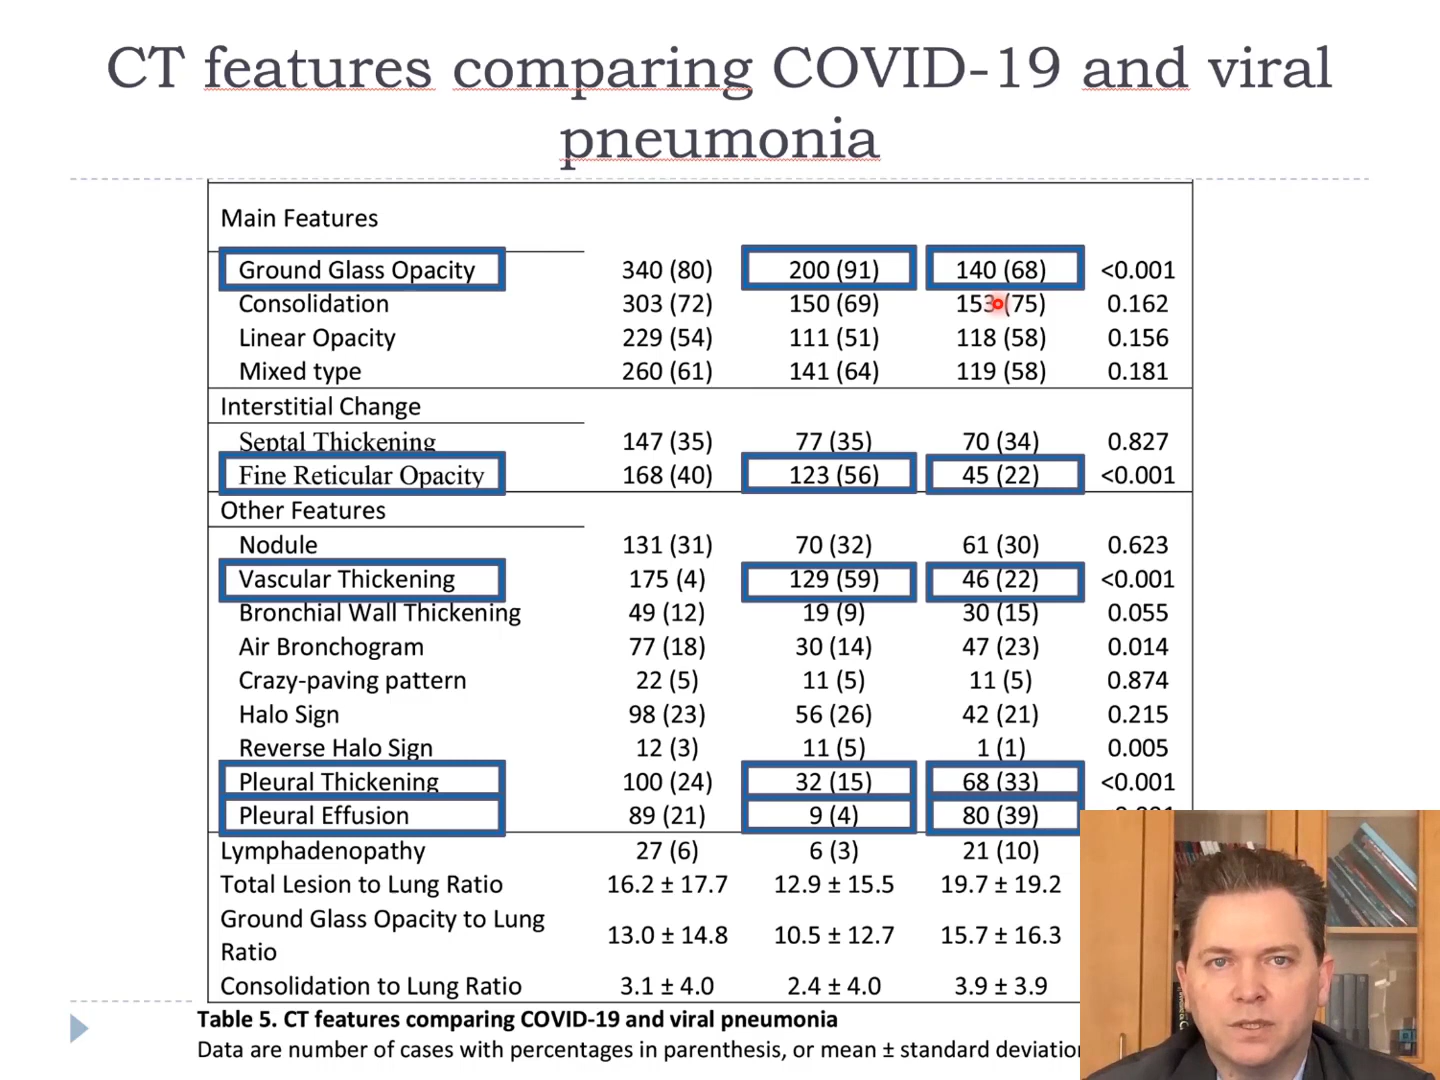 CT features comparing COVID-19 and viral
pneumonia
Main Features
Ground Glass Opacity 340 (80) 200 (91) 140 (68) <0.001
Consolidation 303 (72) 150 (69) 153 (75) 0.162
Linear Opacity 229 (54) 111 (51) 118 (58) 0.156
Mixed type 260 (61) 141 (64) 119 (58) 0.181
Interstitial Change
Septal Thickening 147 (35) 77 (35) 70 (34) 0.827
Fine Reticular Opacity 168 (40) 123 (56) 45 (22) <0.001
Other Features
Nodule 131 (31) 70 (32) 61 (30) 0.623
Vascular Thickening 175 (4) 129 (59) 46 (22) <0.001
Bronchial Wall Thickening 49 (12) 19 (9) 30 (15) 0.055
Air Bronchogram 77 (18) 30 (14) 47 (23) 0.014
Crazy-paving pattern 22 (5) 11 (5) 11 (5) 0.874
Halo Sign 98 (23) 56 (26) 42 (21) 0.215
Reverse Halo Sign 12 (3) 11 (5) 1 (1) 0.005
Pleural Thickening 100 (24) 32 (15) 68 (33) <0.001
Pleural Effusion 89 (21) 9 (4) 80 (39)
Lymphadenopathy 27 (6) 6 (3) 21 (10)
Total Lesion to Lung Ratio 16.2 ± 17.7 12.9 ± 15.5 19.7 ± 19.2
Ground Glass Opacity to Lung
Ratio 13.0 ± 14.8 10.5 ± 12.7 15.7 ± 16.3
Consolidation to Lung Ratio 3.1 ± 4.0 2.4 ± 4.0 3.9 ± 3.9
Table 5. CT features comparing COVID-19 and viral pneumonia
Data are number of cases with percentages in parenthesis, or mean ± standard deviation